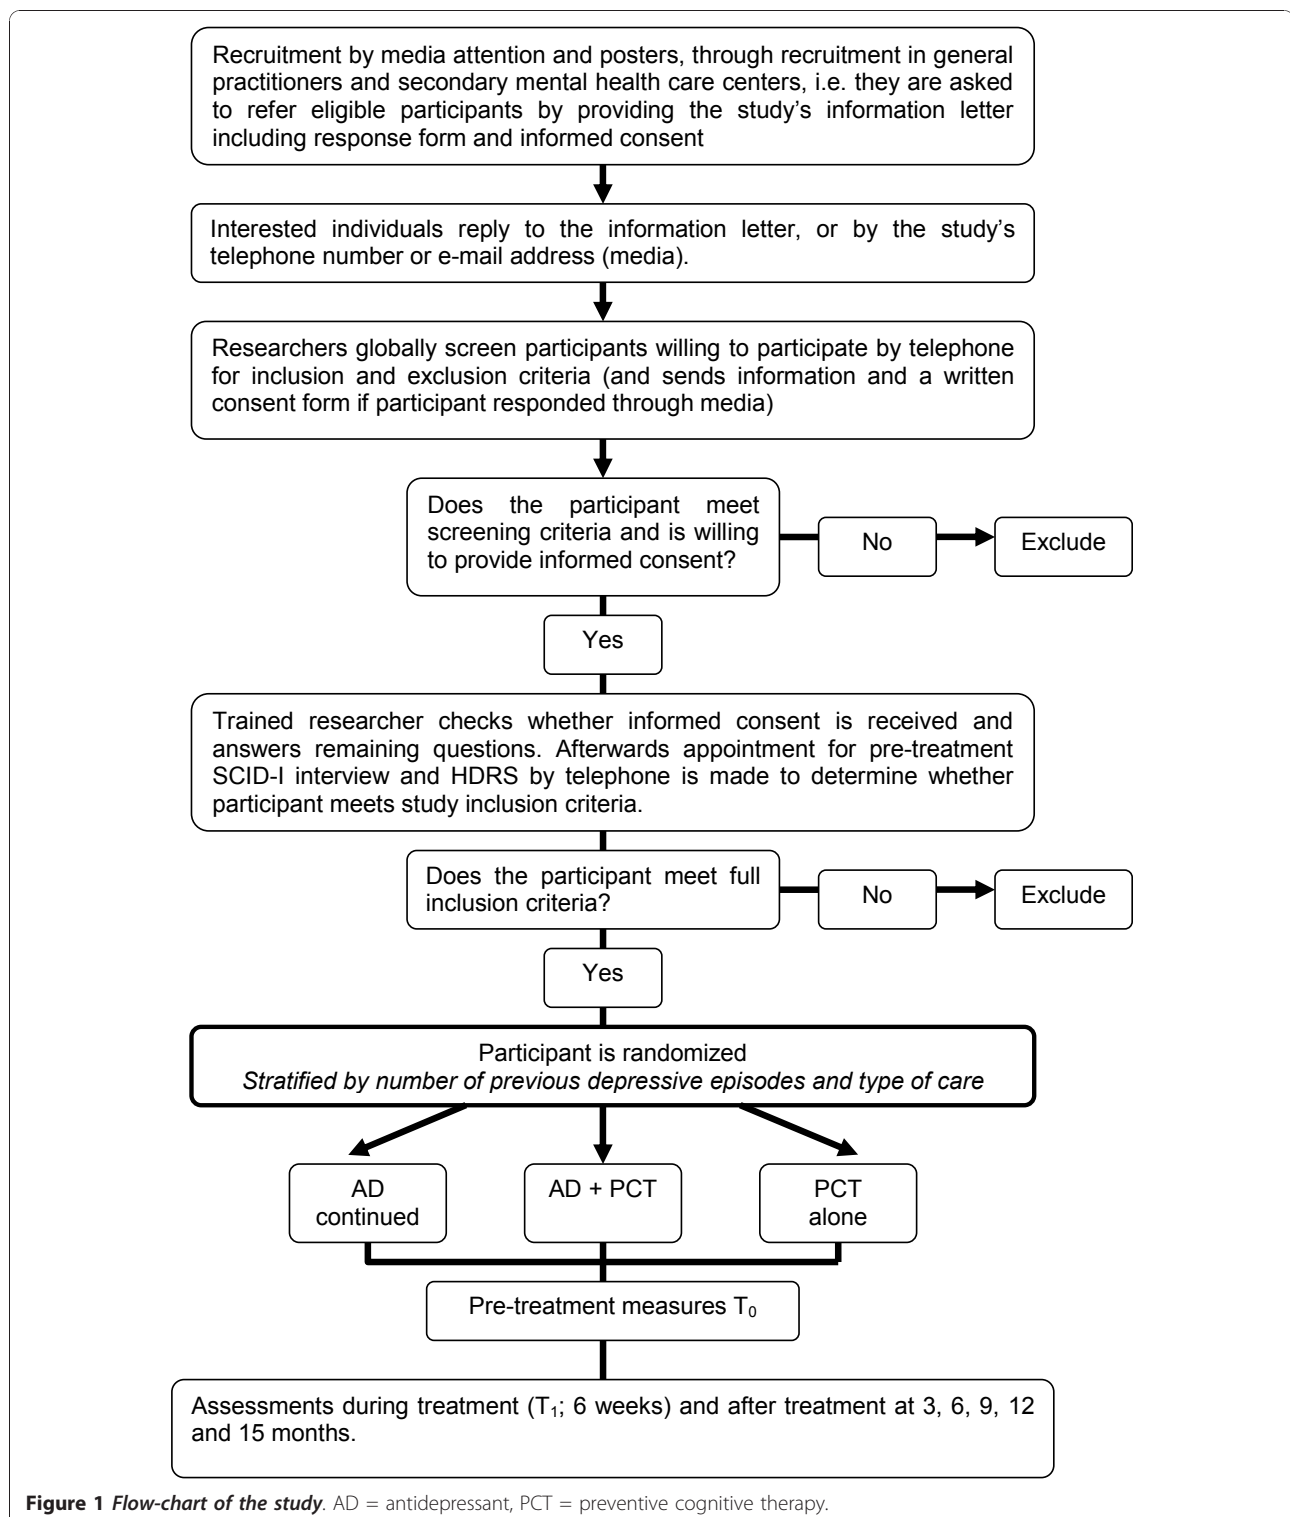 Recruitment by media attention and posters, through recruitment in general
practitioners and secondary mental health care centers, i.e. they are asked
to refer eligible participants by providing the study’s information letter
including response form and informed consent
Interested individuals reply to the information letter, or by the study’s
telephone number or e-mail address (media).
Researchers globally screen participants willing to participate by telephone
for inclusion and exclusion criteria (and sends information and a written
consent form if participant responded through media)
Does the participant meet
screening criteria and is willing
to provide informed consent?
No
Exclude
Yes
Trained researcher checks whether informed consent is received and
answers remaining questions. Afterwards appointment for pre-treatment
SCID-I interview and HDRS by telephone is made to determine whether
participant meets study inclusion criteria.
Does the participant meet full
inclusion criteria?
No
Exclude
Yes
Participant is randomized
Stratified by number of previous depressive episodes and type of care
AD
continued
AD + PCT
PCT
alone
Pre-treatment measures T₀
Assessments during treatment (T₁; 6 weeks) and after treatment at 3, 6, 9, 12
and 15 months.
Figure 1 Flow-chart of the study. AD = antidepressant, PCT = preventive cognitive therapy.